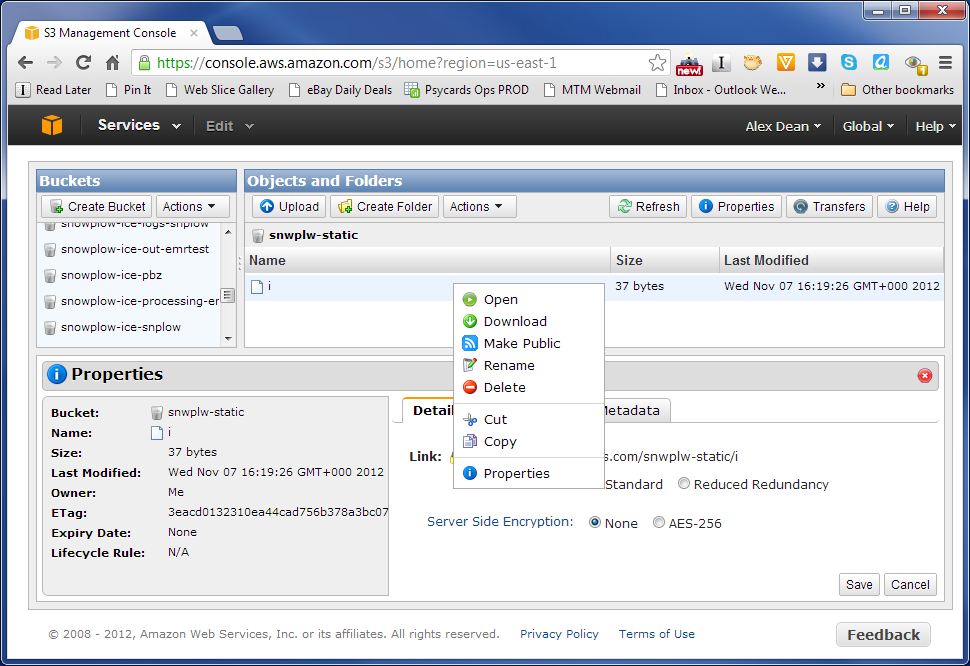 S3 Management Console
https://console.aws.amazon.com/s3/home?region=us-east-1
new!
Read Later Pin It Web Slice Gallery eBay Daily Deals Psycards Ops PROD MTM Webmail Inbox - Outlook We... » Other bookmarks
Services Edit Alex Dean Global Help
Buckets Objects and Folders
Create Bucket Actions Upload Create Folder Actions Refresh Properties Transfers Help
snowplow-ice-logs-snplow snwplw-static
snowplow-ice-out-emrtest Name Size Last Modified
snowplow-ice-pbz i 37 bytes Wed Nov 07 16:19:26 GMT+000 2012
snowplow-ice-processing-er
snowplow-ice-snplow
Open
Download
Make Public
Rename
Delete
Cut
Copy
Properties
Properties
Bucket: snwplw-static
Name: i
Size: 37 bytes
Last Modified: Wed Nov 07 16:19:26 GMT+000 2012
Owner: Me
ETag: 3eacd0132310ea44cad756b378a3bc07
Expiry Date: None
Lifecycle Rule: N/A
Detail Metadata
Link: s.com/snwplw-static/i
Standard Reduced Redundancy
Server Side Encryption: None AES-256
Save Cancel
© 2008 - 2012, Amazon Web Services, Inc. or its affiliates. All rights reserved. Privacy Policy Terms of Use Feedback